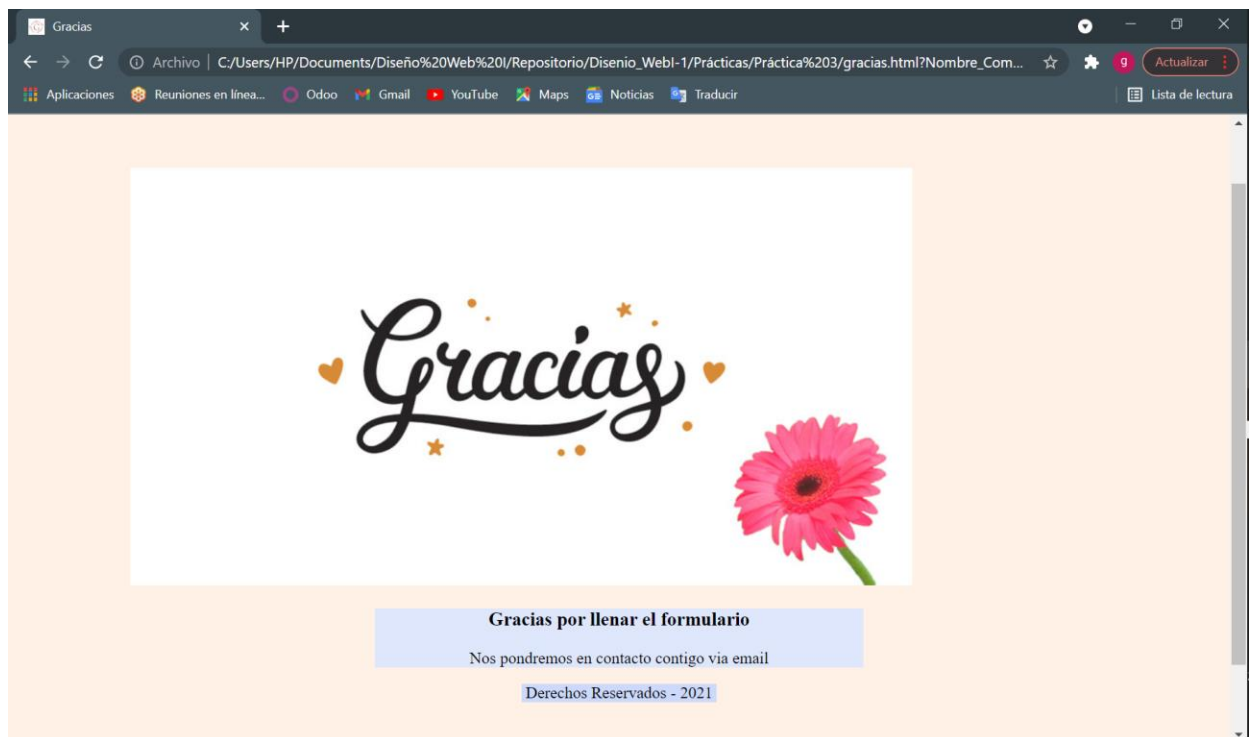 Gracias
Archivo | C:/Users/HP/Documents/Diseño%20Web%20I/Repositorio/Disenio_WebI-1/Prácticas/Práctica%203/gracias.html?Nombre_Com...
g
Actualizar
Aplicaciones Reuniones en línea... Odoo Gmail YouTube Maps Noticias Traducir Lista de lectura
Gracias
Gracias por llenar el formulario
Nos pondremos en contacto contigo via email
Derechos Reservados - 2021